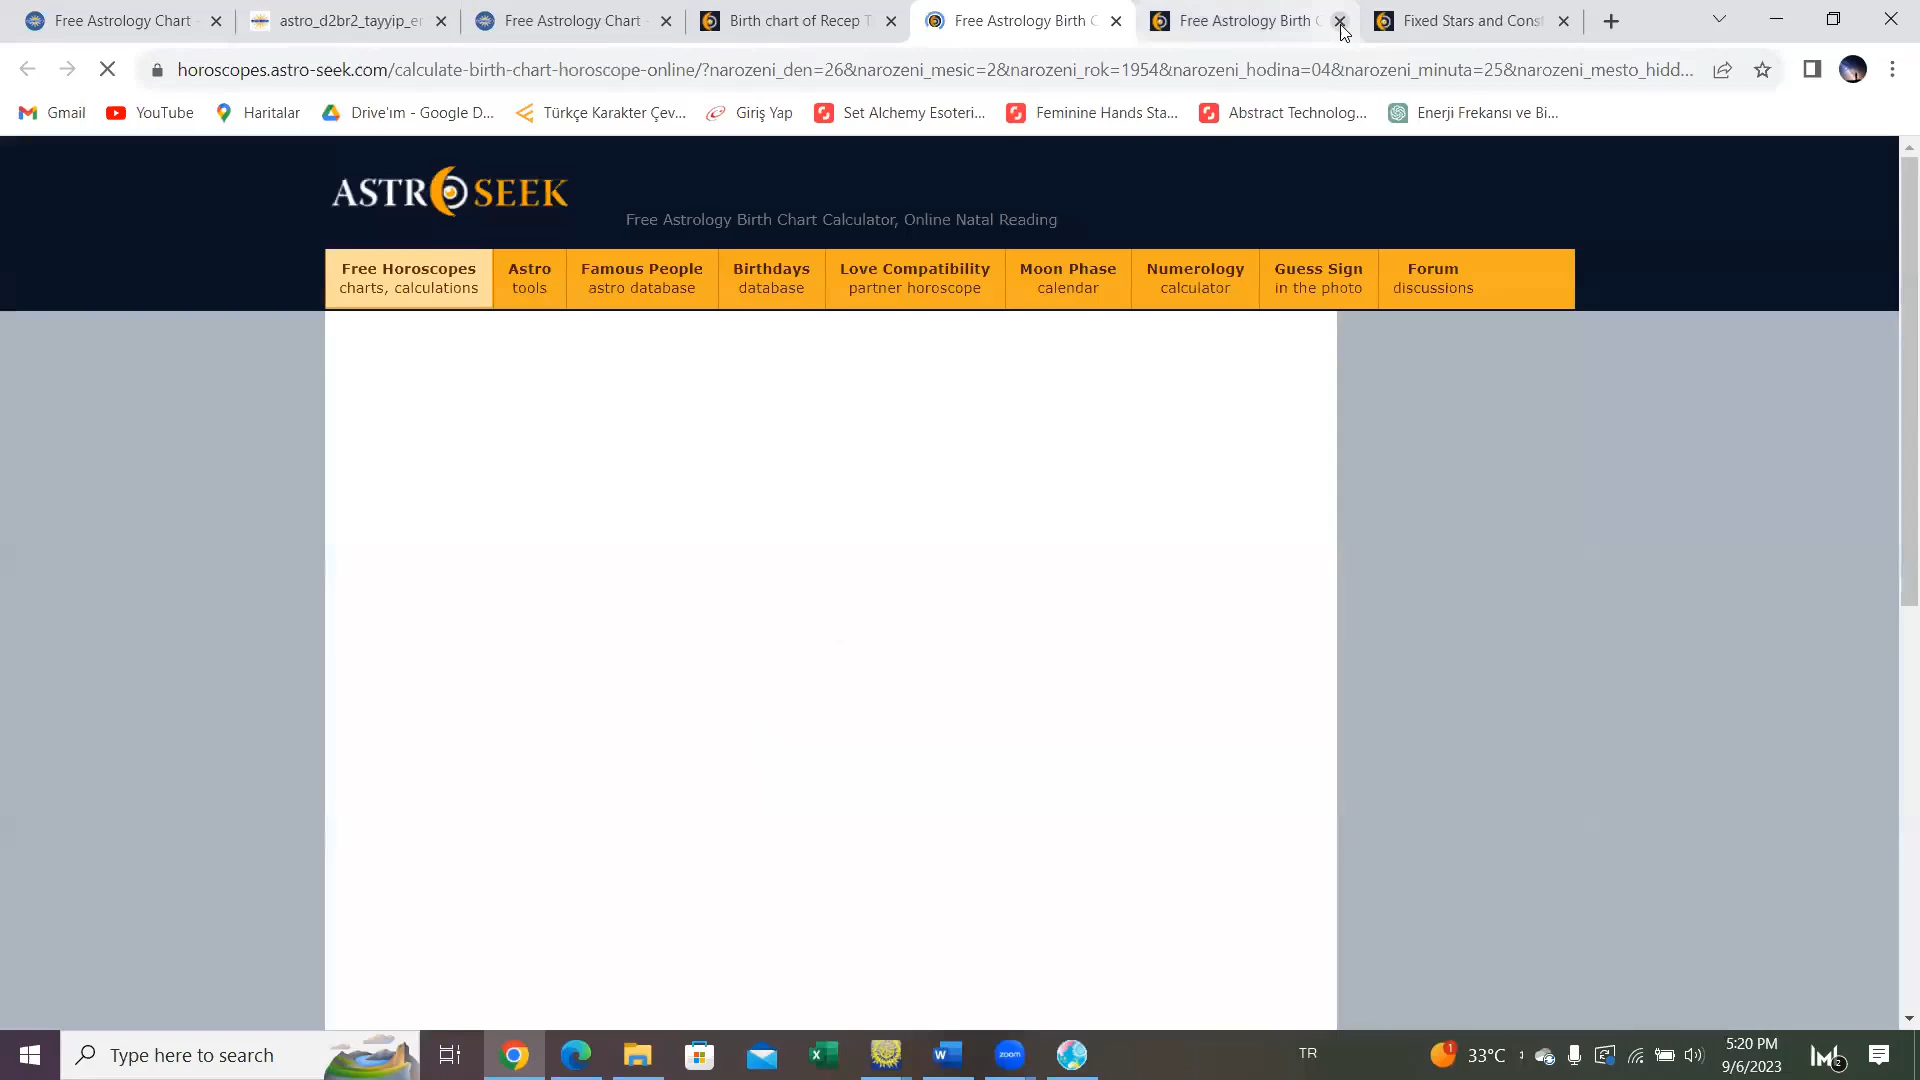 Free Astrology Chart -
astro_d2br2_tayyip_er
Free Astrology Chart -
Birth chart of Recep T
Free Astrology Birth C
Free Astrology Birth C
Fixed Stars and Const
horoscopes.astro-seek.com/calculate-birth-chart-horoscope-online/?narozeni_den=26&narozeni_mesic=2&narozeni_rok=1954&narozeni_hodina=04&narozeni_minuta=25&narozeni_mesto_hidd...
Gmail
YouTube
Haritalar
Drive'ım - Google D...
Türkçe Karakter Çev...
Giriş Yap
Set Alchemy Esoteri...
Feminine Hands Sta...
Abstract Technolog...
Enerji Frekansı ve Bi...
ASTRO SEEK
Free Astrology Birth Chart Calculator, Online Natal Reading
Free Horoscopes
charts, calculations
Astro
tools
Famous People
astro database
Birthdays
database
Love Compatibility
partner horoscope
Moon Phase
calendar
Numerology
calculator
Guess Sign
in the photo
Forum
discussions
Type here to search
zoom
TR
1
33°C
5:20 PM
9/6/2023
2